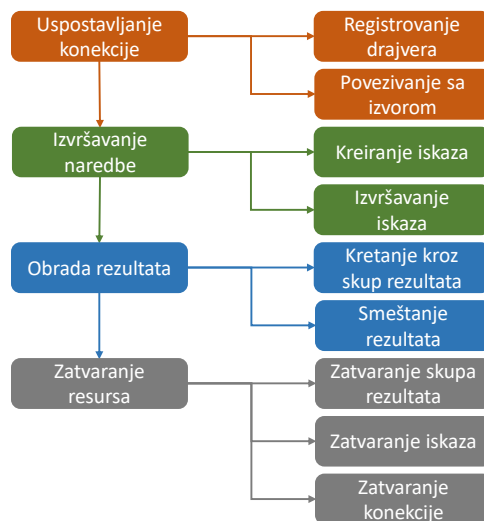 Uspostavljanje
konekcije
Registrovanje
drajvera
Povezivanje sa
izvorom
Izvršavanje
naredbe
Kreiranje iskaza
Izvršavanje
iskaza
Obrada rezultata
Kretanje kroz
skup rezultata
Smeštanje
rezultata
Zatvaranje
resursa
Zatvaranje skupa
rezultata
Zatvaranje iskaza
Zatvaranje
konekcije